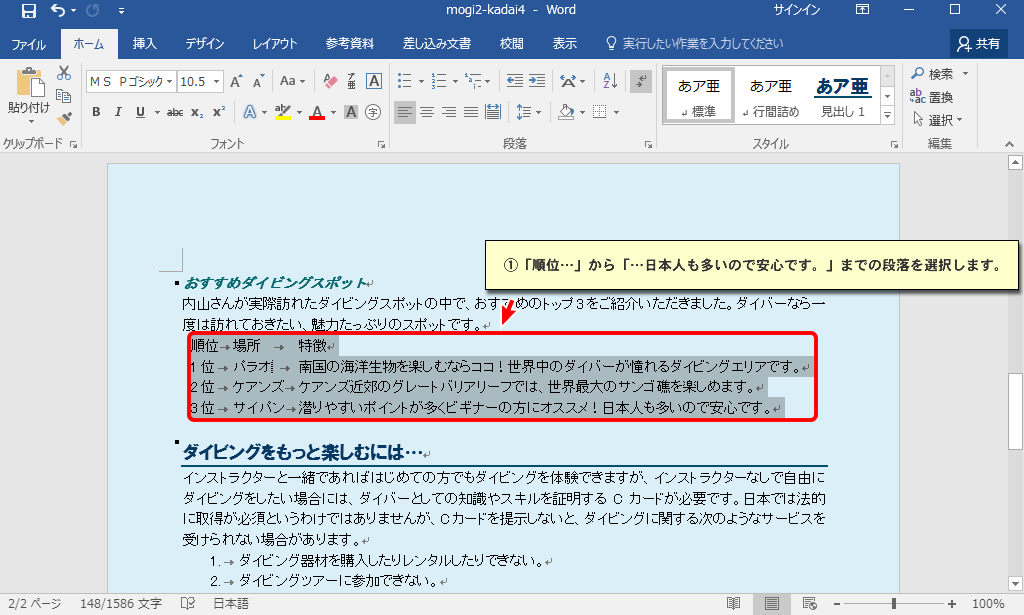 mogi2-kadai4 - Word
サインイン
ファイル ホーム 挿入 デザイン レイアウト 参考資料 差し込み文書 校閲 表示 実行したい作業を入力してください 共有
貼り付け
ＭＳ Ｐゴシック 10.5 A A Aa A
B I U abc x₂ x² A A A 字
あア亜 あア亜 あア亜
↲標準 ↲行間詰め 見出し 1
検索
置換
選択
クリップボード フォント 段落 スタイル 編集
①「順位…」から「…日本人も多いので安心です。」までの段落を選択します。
おすすめダイビングスポット↵
内山さんが実際訪れたダイビングスポットの中で、おすすめのトップ３をご紹介いただきました。ダイバーなら一
度は訪れておきたい、魅力たっぷりのスポットです。↵
順位→場所 → 特徴↵
１位→ パラオ → 南国の海洋生物を楽しむならココ！世界中のダイバーが憧れるダイビングエリアです。↵
２位→ ケアンズ→ケアンズ近郊のグレートバリアリーフでは、世界最大のサンゴ礁を楽しめます。↵
３位→ サイパン→潜りやすいポイントが多くビギナーの方にオススメ！日本人も多いので安心です。↵
ダイビングをもっと楽しむには…↵
インストラクターと一緒であればはじめての方でもダイビングを体験できますが、インストラクターなしで自由に
ダイビングをしたい場合には、ダイバーとしての知識やスキルを証明する C カードが必要です。日本では法的
に取得が必須というわけではありませんが、Cカードを提示しないと、ダイビングに関する次のようなサービスを
受けられない場合があります。↵
1.→ダイビング器材を購入したりレンタルしたりできない。↵
2.→ダイビングツアーに参加できない。↵
2/2 ページ 148/1586 文字 日本語 100%